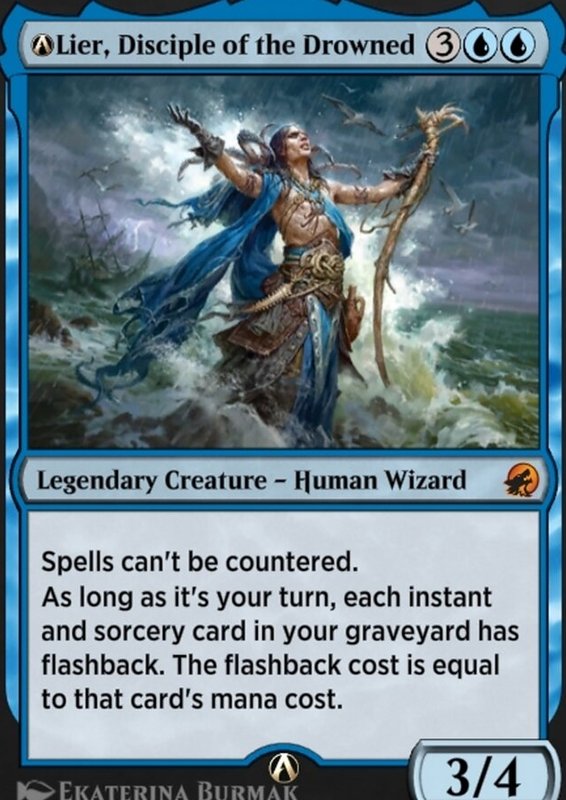 Lier, Disciple of the Drowned 3
Legendary Creature – Human Wizard
Spells can't be countered.
As long as it's your turn, each instant
and sorcery card in your graveyard has
flashback. The flashback cost is equal
to that card's mana cost.
3/4
EKATERINA BURMAK